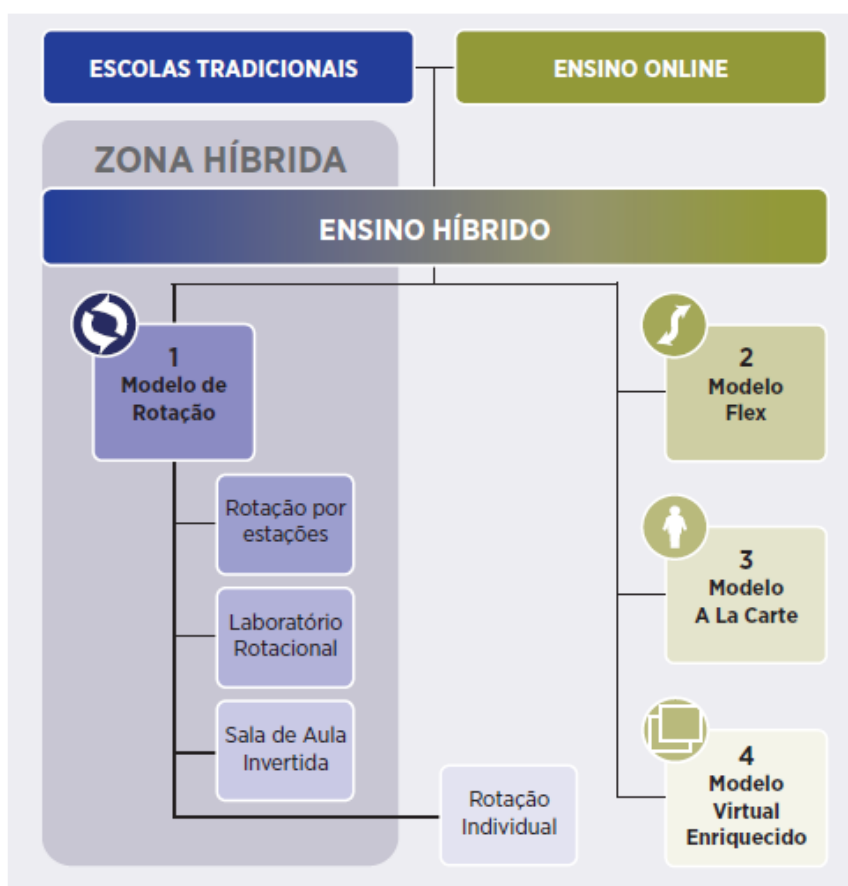 ESCOLAS TRADICIONAIS
ENSINO ONLINE
ZONA HÍBRIDA
ENSINO HÍBRIDO
1
Modelo de
Rotação
Rotação por
estações
Laboratório
Rotacional
Sala de Aula
Invertida
Rotação
Individual
2
Modelo
Flex
3
Modelo
A La Carte
4
Modelo
Virtual
Enriquecido